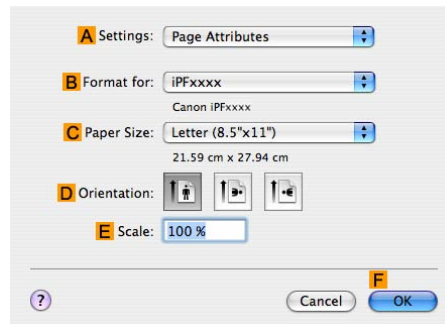 A Settings: Page Attributes
B Format for: iPFxxxx
Canon iPFxxxx
C Paper Size: Letter (8.5"x11")
21.59 cm x 27.94 cm
D Orientation:
E Scale: 100 %
F
? Cancel OK